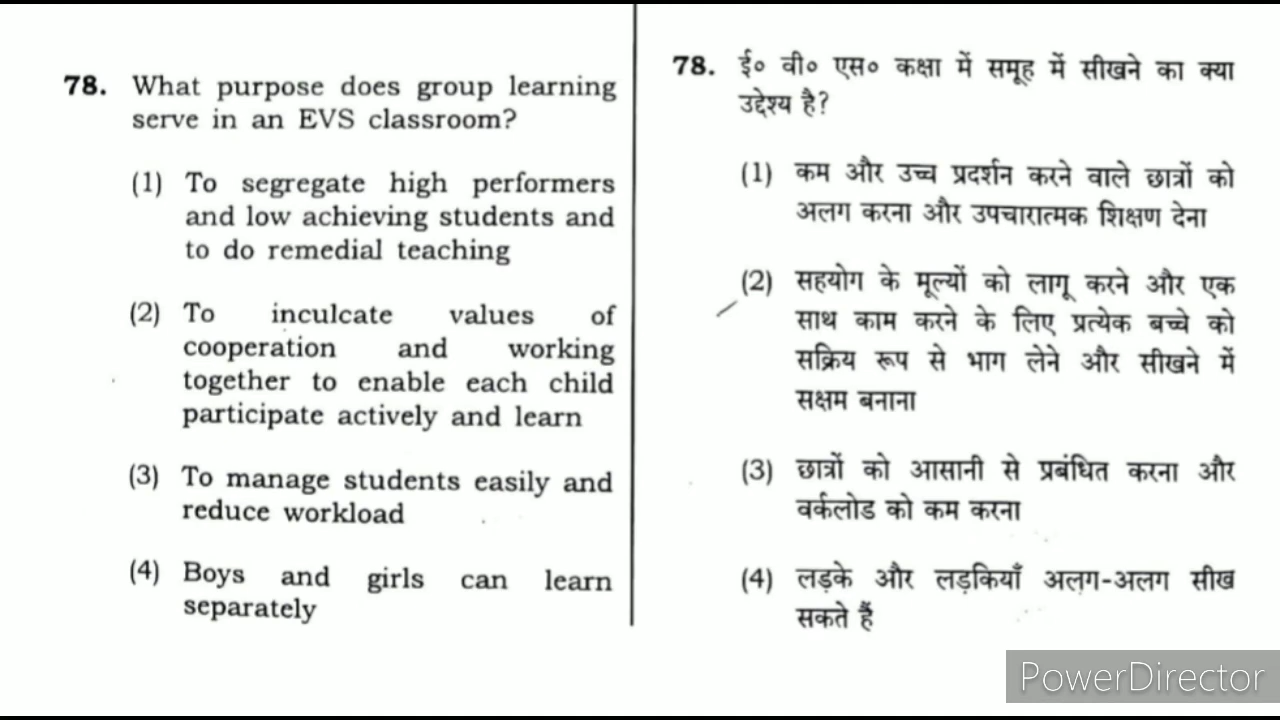 78. What purpose does group learning
serve in an EVS classroom?
(1) To segregate high performers
and low achieving students and
to do remedial teaching
(2) To inculcate values of
cooperation and working
together to enable each child
participate actively and learn
(3) To manage students easily and
reduce workload
(4) Boys and girls can learn
separately
78. ई० वी० एस० कक्षा में समूह में सीखने का क्या
उद्देश्य है?
(1) कम और उच्च प्रदर्शन करने वाले छात्रों को
अलग करना और उपचारात्मक शिक्षण देना
(2) सहयोग के मूल्यों को लागू करने और एक
साथ काम करने के लिए प्रत्येक बच्चे को
सक्रिय रूप से भाग लेने और सीखने में
सक्षम बनाना
(3) छात्रों को आसानी से प्रबंधित करना और
वर्कलोड को कम करना
(4) लड़के और लड़कियाँ अलग-अलग सीख
सकते हैं
PowerDirector